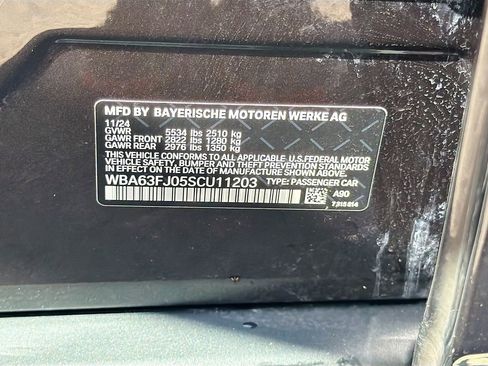 MFD BY BAYERISCHE MOTOREN WERKE AG
11/24
GVWR 5534 lbs 2510 kg
GAWR FRONT 2822 lbs 1280 kg
GAWR REAR 2976 lbs 1350 kg
THIS VEHICLE CONFORMS TO ALL APPLICABLE U.S.FEDERAL MOTOR
VEHICLE SAFETY, BUMPER AND THEFT PREVENTION STANDARDS
IN EFFECT ON THE DATE OF MANUFACTURE SHOWN ABOVE.
WBA63FJ05SCU11203 TYPE: PASSENGER CAR
A90
7315814